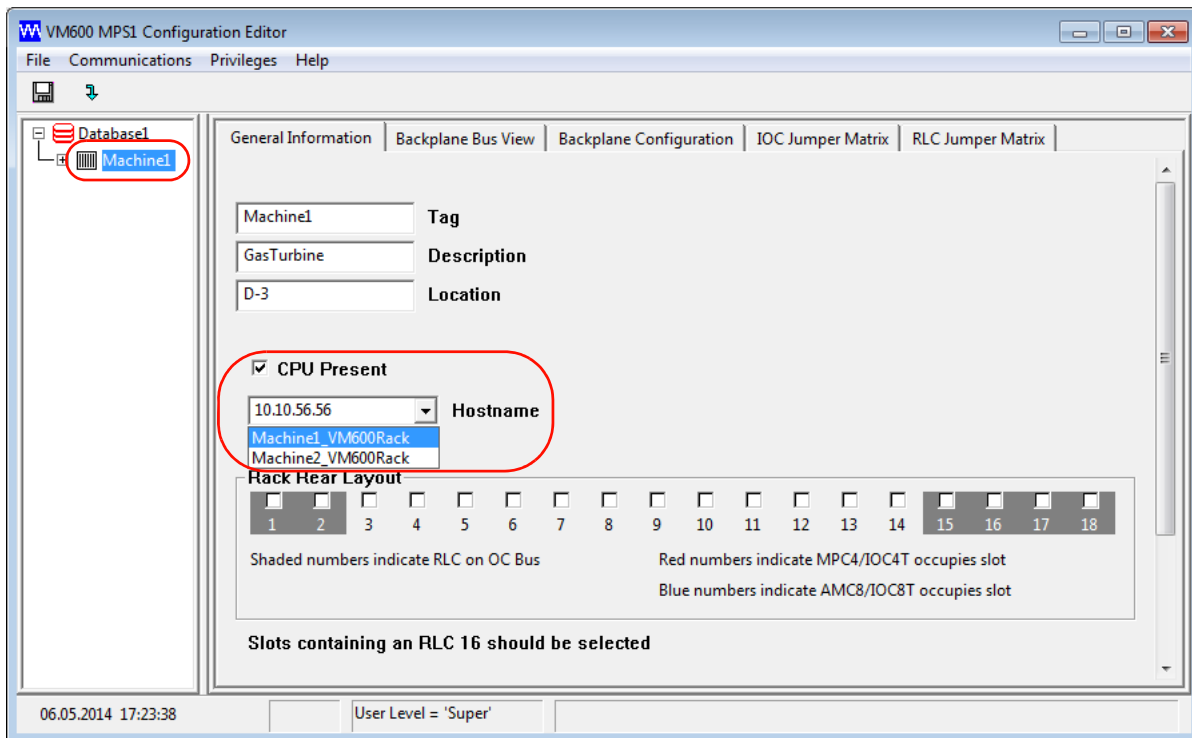 VM600 MPS1 Configuration Editor
File Communications Privileges Help
Database1
Machine1
General Information Backplane Bus View Backplane Configuration IOC Jumper Matrix RLC Jumper Matrix
Machine1 Tag
GasTurbine Description
D-3 Location
CPU Present
10.10.56.56 Hostname
Machine1_VM600Rack
Machine2_VM600Rack
Rack Rear Layout
1 2 3 4 5 6 7 8 9 10 11 12 13 14 15 16 17 18
Shaded numbers indicate RLC on OC Bus Red numbers indicate MPC4/IOC4T occupies slot
Blue numbers indicate AMC8/IOC8T occupies slot
Slots containing an RLC 16 should be selected
06.05.2014 17:23:38 User Level = 'Super'